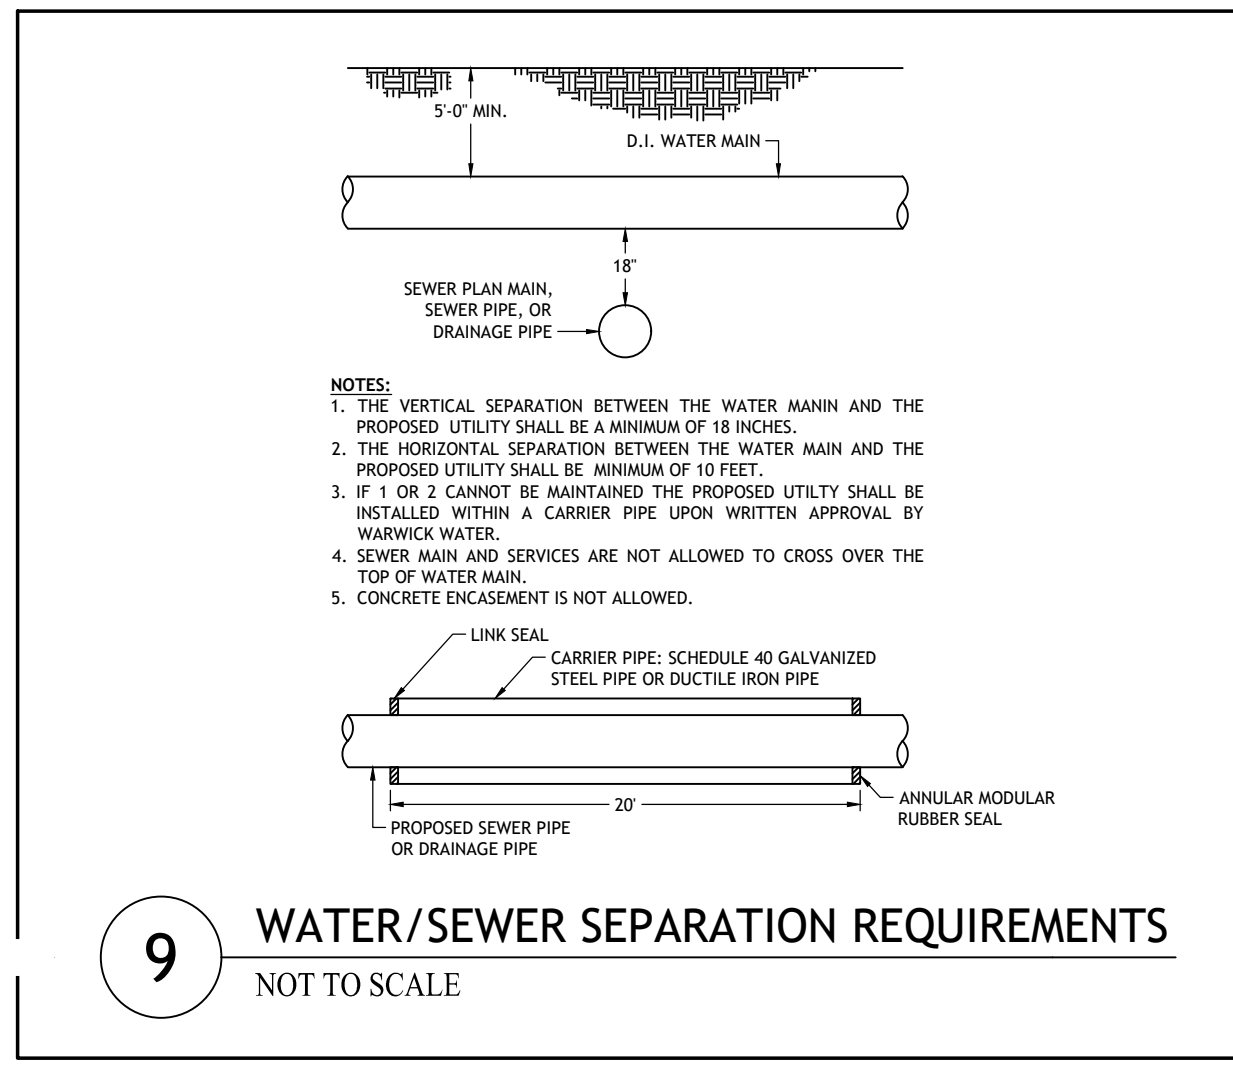 5'-0" MIN.
D.I. WATER MAIN
18"
SEWER PLAN MAIN,
SEWER PIPE, OR
DRAINAGE PIPE
NOTES:
1. THE VERTICAL SEPARATION BETWEEN THE WATER MANIN AND THE
PROPOSED UTILITY SHALL BE A MINIMUM OF 18 INCHES.
2. THE HORIZONTAL SEPARATION BETWEEN THE WATER MAIN AND THE
PROPOSED UTILITY SHALL BE MINIMUM OF 10 FEET.
3. IF 1 OR 2 CANNOT BE MAINTAINED THE PROPOSED UTILTY SHALL BE
INSTALLED WITHIN A CARRIER PIPE UPON WRITTEN APPROVAL BY
WARWICK WATER.
4. SEWER MAIN AND SERVICES ARE NOT ALLOWED TO CROSS OVER THE
TOP OF WATER MAIN.
5. CONCRETE ENCASEMENT IS NOT ALLOWED.
LINK SEAL
CARRIER PIPE: SCHEDULE 40 GALVANIZED
STEEL PIPE OR DUCTILE IRON PIPE
20'
ANNULAR MODULAR
RUBBER SEAL
PROPOSED SEWER PIPE
OR DRAINAGE PIPE
9
WATER/SEWER SEPARATION REQUIREMENTS
NOT TO SCALE